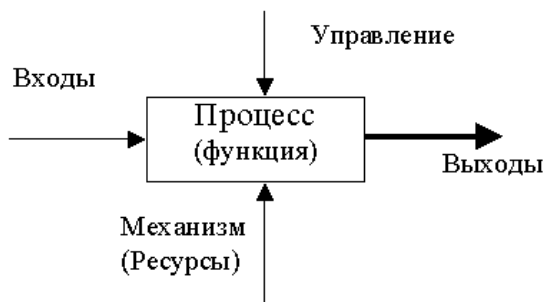 Управление
Входы
Процесс
(функция)
Выходы
Механизм
(Ресурсы)